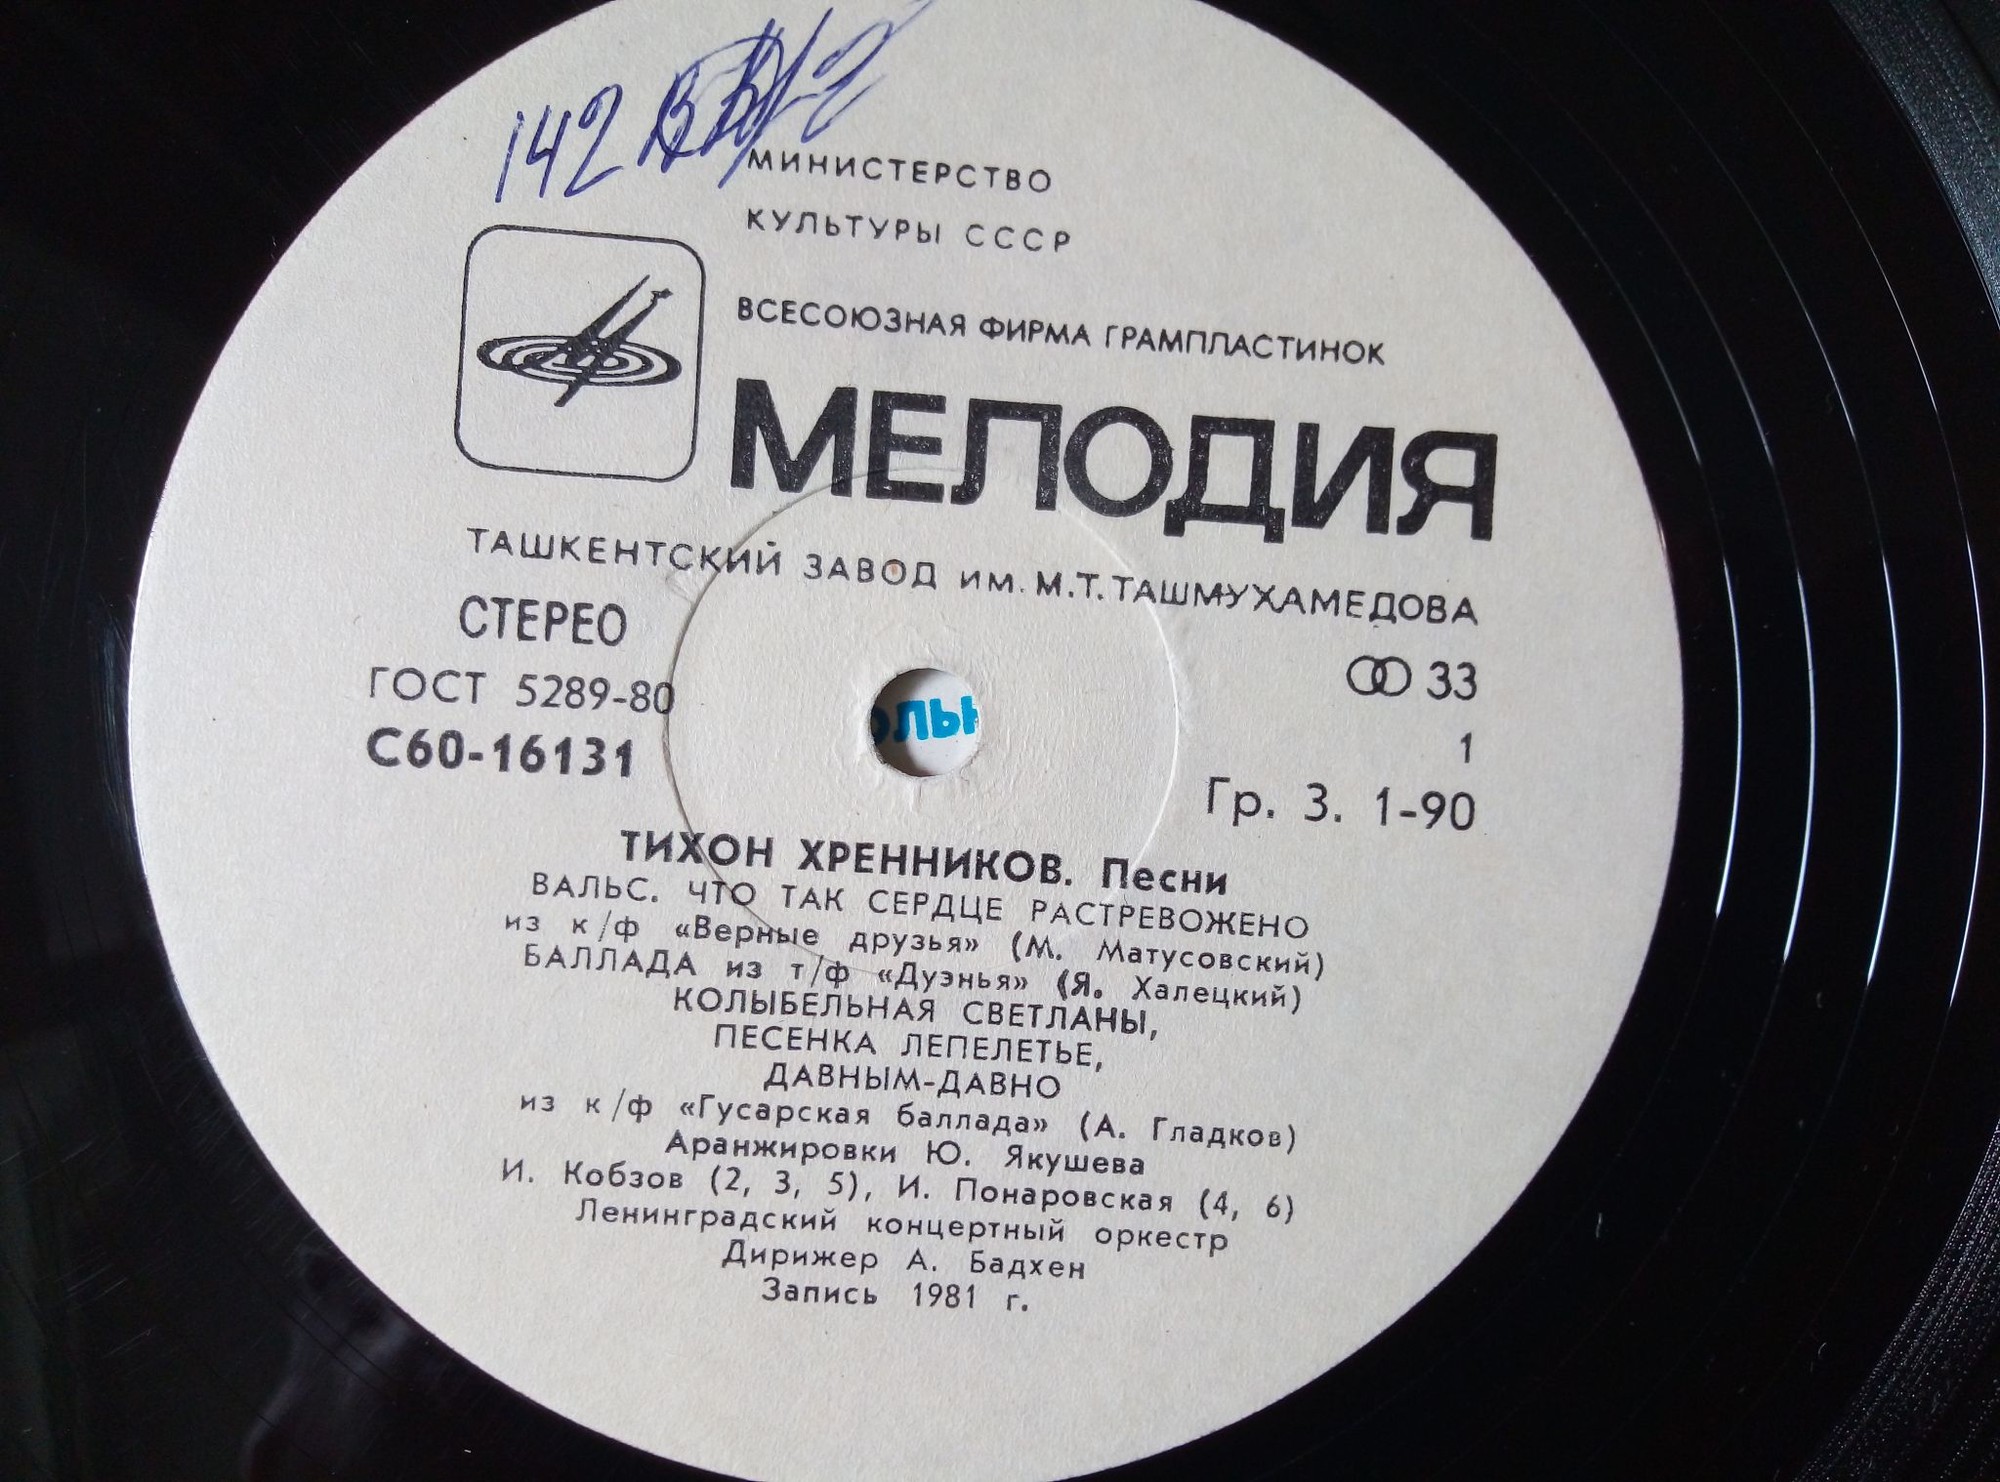 142
МИНИСТЕРСТВО
КУЛЬТУРЫ СССР
ВСЕСОЮЗНАЯ ФИРМА ГРАМПЛАСТИНОК
МЕЛОДИЯ
ТАШКЕНТСКИЙ ЗАВОД ИМ. М.Т.ТАШМУХАМЕДОВА
СТЕРЕО
ГОСТ 5289-80
С60-16131
33
1
Гр. 3. 1-90
ольн
ТИХОН ХРЕННИКОВ. Песни
ВАЛЬС. ЧТО ТАК СЕРДЦЕ РАСТРЕВОЖЕНО
из к/ф «Верные друзья» (М. Матусовский)
БАЛЛАДА из т/ф «Дуэнья» (Я. Халецкий)
КОЛЫБЕЛЬНАЯ СВЕТЛАНЫ,
ПЕСЕНКА ЛЕПЕЛЕТЬЕ,
ДАВНЫМ-ДАВНО
из к/ф «Гусарская баллада» (А. Гладков)
Аранжировки Ю. Якушева
И. Кобзов (2, 3, 5), И. Понаровская (4, 6)
Ленинградский концертный оркестр
Дирижер А. Бадхен
Запись 1981 г.